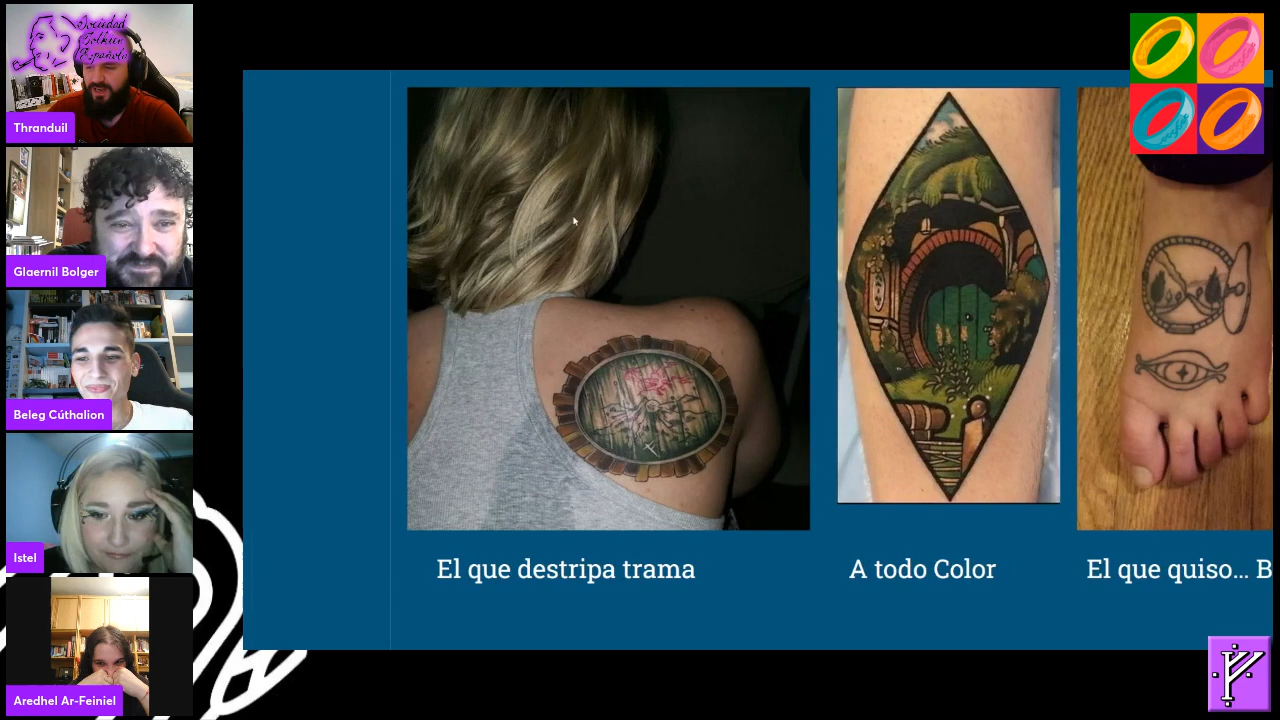 Sociedad
Tolkien
Española
Thranduil
Glaernil Bolger
Beleg Cúthalion
Istel
Aredhel Ar-Feiniel
El que destripa trama
A todo Color
El que quiso... B